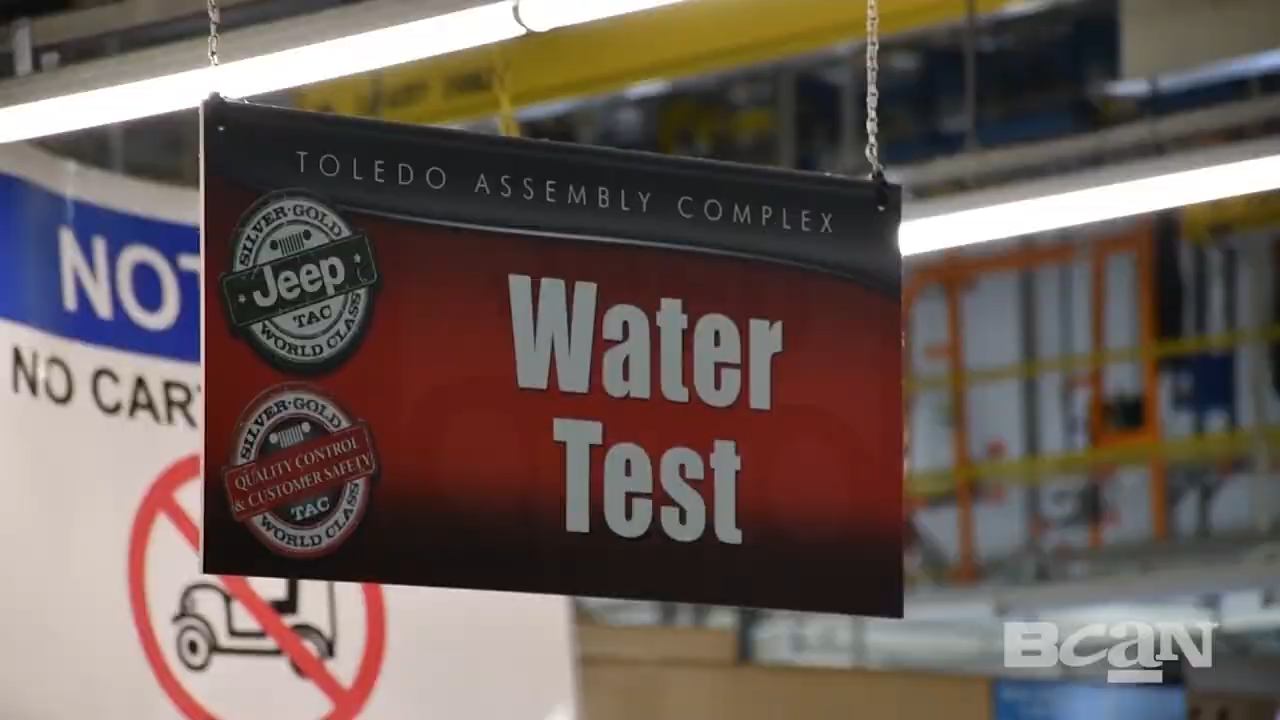 TOLEDO ASSEMBLY COMPLEX
SILVER·GOLD
Jeep
TAC
WORLD CLASS
Water
Test
SILVER·GOLD
QUALITY CONTROL
& CUSTOMER SAFETY
TAC
WORLD CLASS
NOT
NO CAR
BCAN